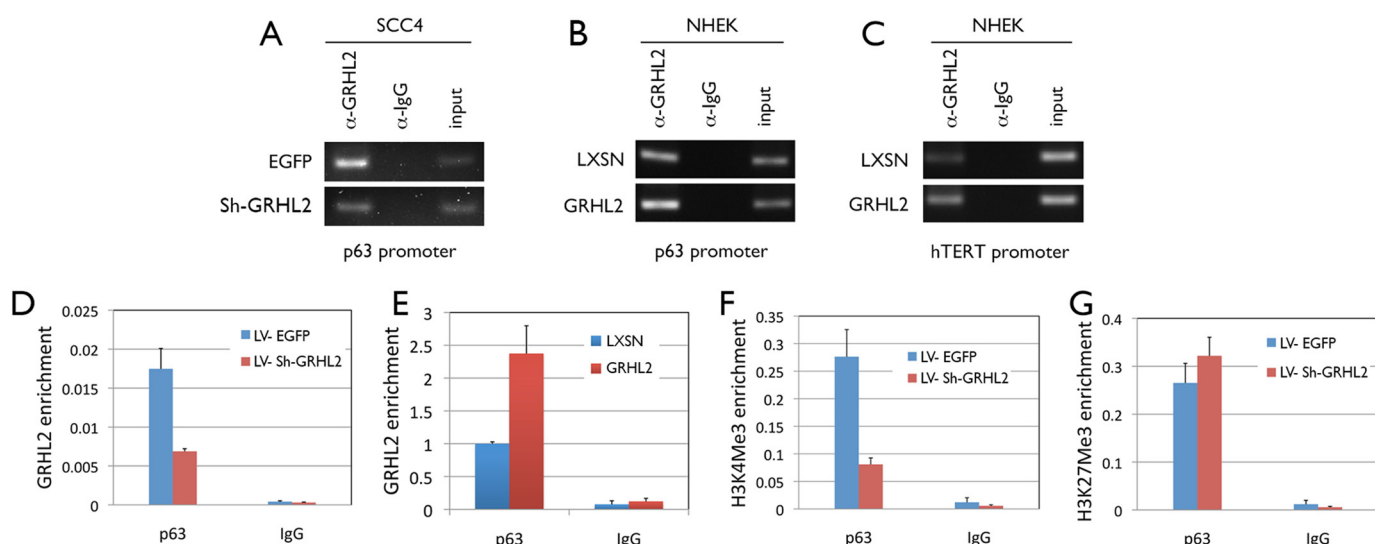 A
SCC4
α-GRHL2
α-IgG
input
EGFP
Sh-GRHL2
p63 promoter
B
NHEK
α-GRHL2
α-IgG
input
LXSN
GRHL2
p63 promoter
C
NHEK
α-GRHL2
α-IgG
input
LXSN
GRHL2
hTERT promoter
D
GRHL2 enrichment
0.025
0.02
0.015
0.01
0.005
0
LV- EGFP
LV- Sh-GRHL2
p63
IgG
E
GRHL2 enrichment
3
2.5
2
1.5
1
0.5
0
LXSN
GRHL2
p63
IgG
F
H3K4Me3 enrichment
0.35
0.3
0.25
0.2
0.15
0.1
0.05
0
LV- EGFP
LV- Sh-GRHL2
p63
IgG
G
H3K27Me3 enrichment
0.4
0.3
0.2
0.1
0
LV- EGFP
LV- Sh-GRHL2
p63
IgG